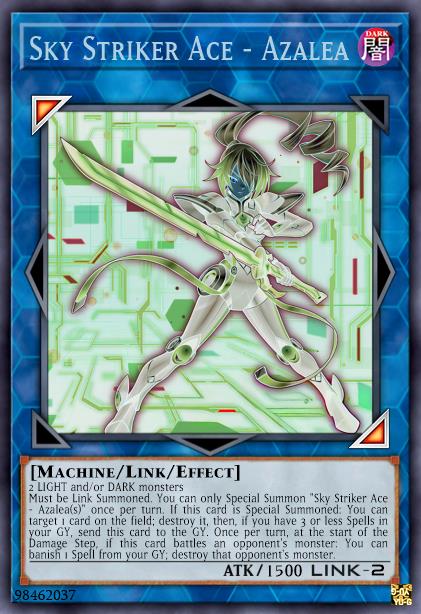 Sky Striker Ace - Azalea
DARK
闇
[Machine/Link/Effect]
2 LIGHT and/or DARK monsters
Must be Link Summoned. You can only Special Summon "Sky Striker Ace
- Azalea(s)" once per turn. If this card is Special Summoned: You can
target 1 card on the field; destroy it, then, if you have 3 or less Spells in
your GY, send this card to the GY. Once per turn, at the start of the
Damage Step, if this card battles an opponent's monster: You can
banish 1 Spell from your GY; destroy that opponent's monster.
ATK/1500 LINK-2
98462037